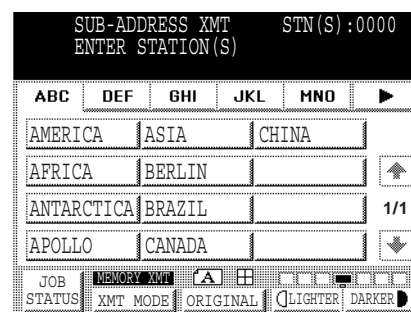 SUB-ADDRESS XMT STN(S):0000
ENTER STATION(S)
ABC DEF GHI JKL MNO
AMERICA ASIA CHINA
AFRICA BERLIN
ANTARCTICA BRAZIL 1/1
APOLLO CANADA
JOB STATUS
MEMORY XMT A
XMT MODE ORIGINAL LIGHTER DARKER